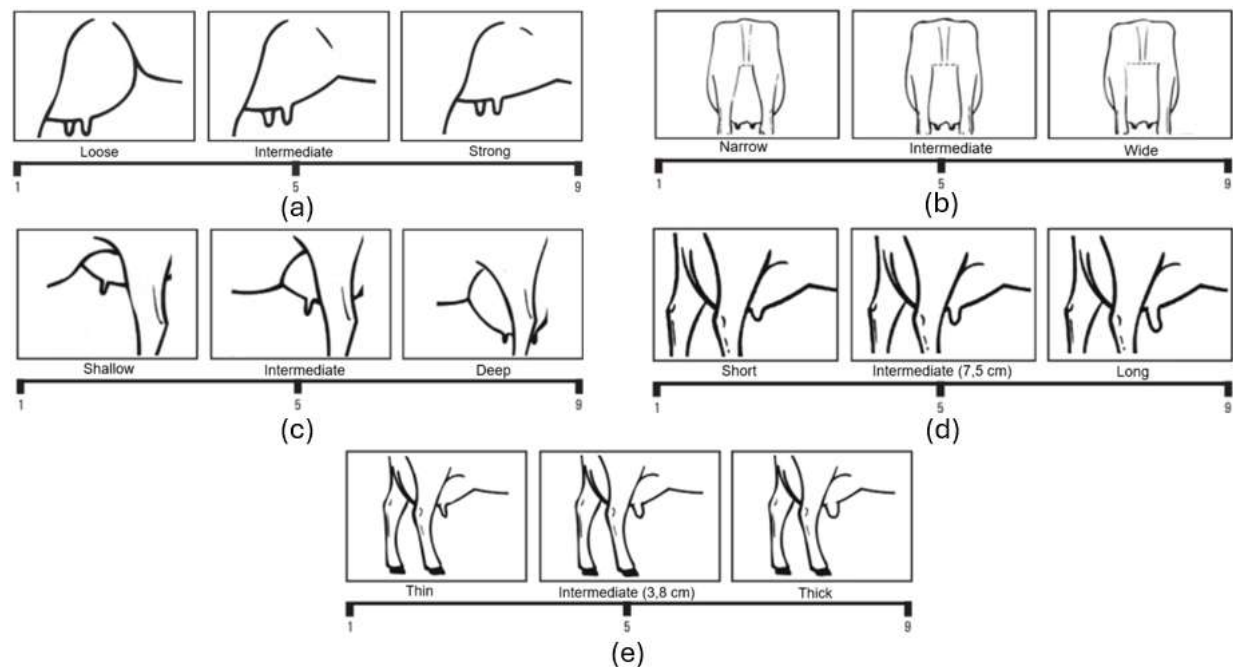 Loose Intermediate Strong
1 5 9
(a)
Narrow Intermediate Wide
1 5 9
(b)
Shallow Intermediate Deep
1 5 9
(c)
Short Intermediate (7,5 cm) Long
1 5 9
(d)
Thin Intermediate (3,8 cm) Thick
1 5 9
(e)